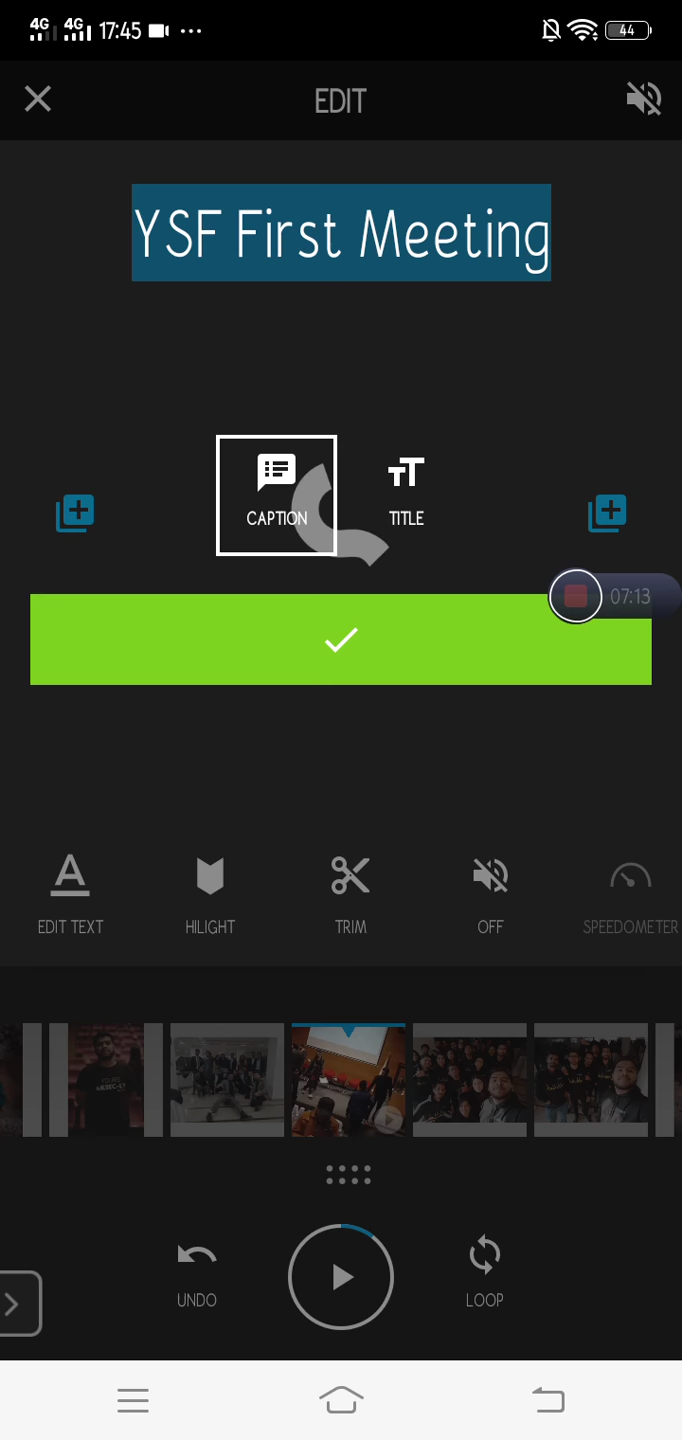 4G 4G 17:45 44
EDIT
YSF First Meeting
CAPTION TITLE
07:13
EDIT TEXT HILIGHT TRIM OFF SPEEDOMETER
UNDO LOOP